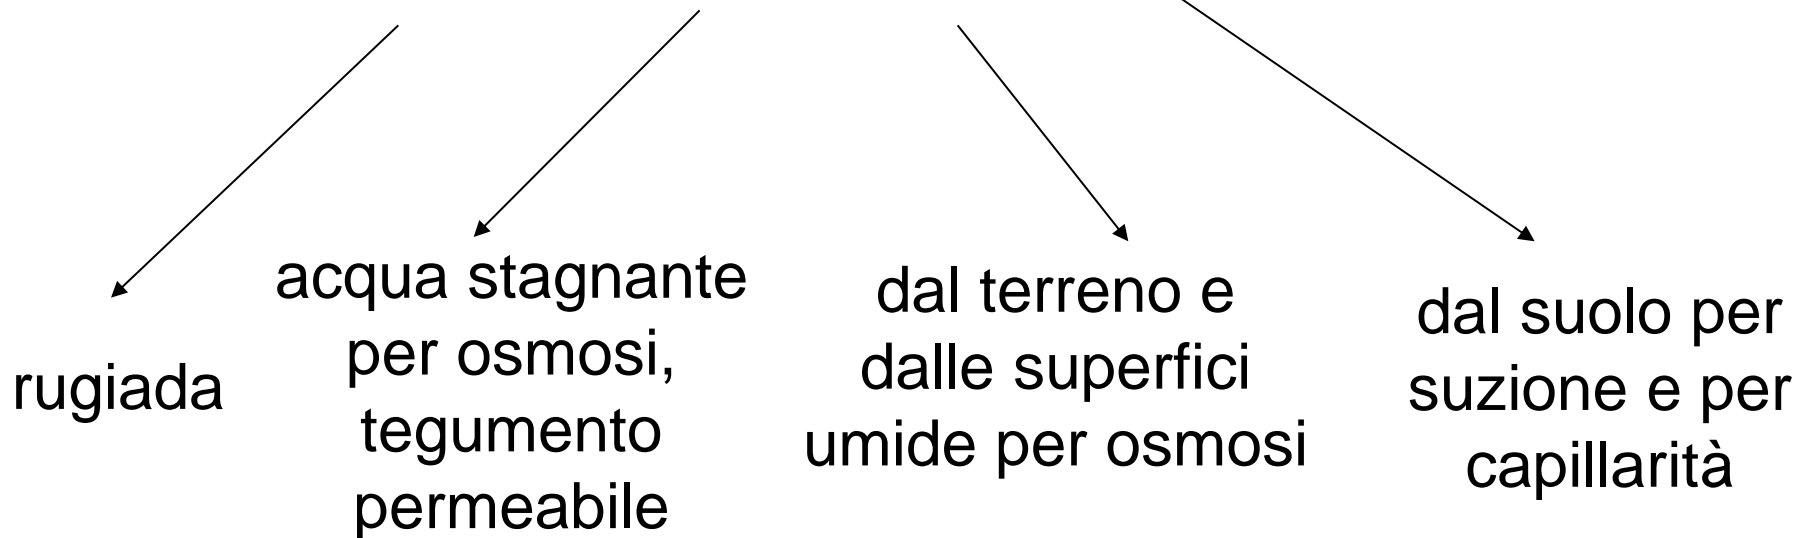 rugiada
acqua stagnante
per osmosi,
tegumento
permeabile
dal terreno e
dalle superfici
umide per osmosi
dal suolo per
suzione e per
capillarità